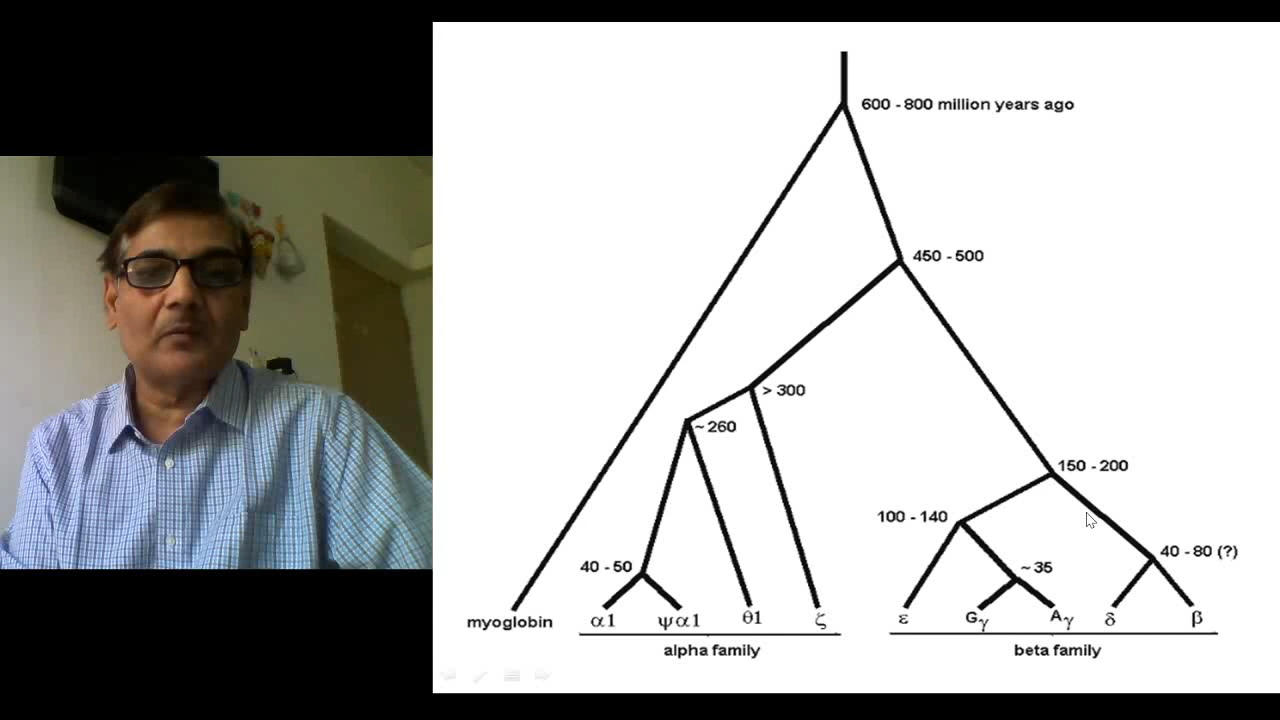 600 - 800 million years ago
450 - 500
> 300
~ 260
150 - 200
100 - 140
40 - 80 (?)
40 - 50
~ 35
myoglobin
α1
ψα1
θ1
ζ
ε
Gγ
Aγ
δ
β
alpha family
beta family